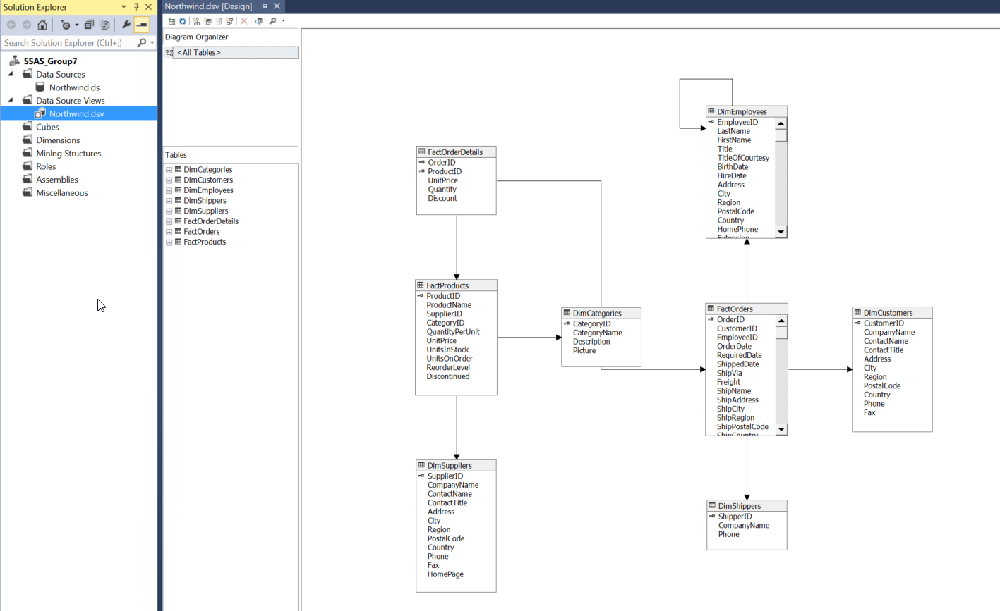 Solution Explorer
Search Solution Explorer (Ctrl+;)
SSAS_Group7
Data Sources
Northwind.ds
Data Source Views
Northwind.dsv
Cubes
Dimensions
Mining Structures
Roles
Assemblies
Miscellaneous
Northwind.dsv [Design]
Diagram Organizer
<All Tables>
Tables
DimCategories
DimCustomers
DimEmployees
DimShippers
DimSuppliers
FactOrderDetails
FactOrders
FactProducts
FactOrderDetails
OrderID
ProductID
UnitPrice
Quantity
Discount
FactProducts
ProductID
ProductName
SupplierID
CategoryID
QuantityPerUnit
UnitPrice
UnitsInStock
UnitsOnOrder
ReorderLevel
Discontinued
DimSuppliers
SupplierID
CompanyName
ContactName
ContactTitle
Address
City
Region
PostalCode
Country
Phone
Fax
HomePage
DimCategories
CategoryID
CategoryName
Description
Picture
DimEmployees
EmployeeID
LastName
FirstName
Title
TitleOfCourtesy
BirthDate
HireDate
Address
City
Region
PostalCode
Country
HomePhone
Extension
FactOrders
OrderID
CustomerID
EmployeeID
OrderDate
RequiredDate
ShippedDate
ShipVia
Freight
ShipName
ShipAddress
ShipCity
ShipRegion
ShipPostalCode
ShipCountry
DimShippers
ShipperID
CompanyName
Phone
DimCustomers
CustomerID
CompanyName
ContactName
ContactTitle
Address
City
Region
PostalCode
Country
Phone
Fax